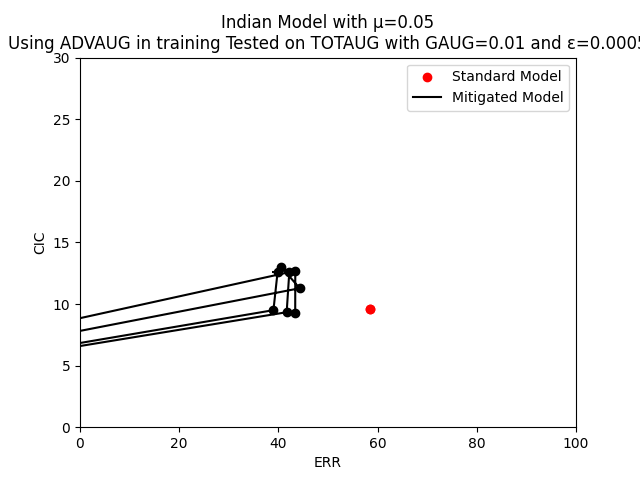 Indian Model with μ=0.05
Using ADVAUG in training Tested on TOTAUG with GAUG=0.01 and ε=0.0005
Standard Model
Mitigated Model
30
25
20
15
10
5
0
CIC
0 20 40 60 80 100
ERR